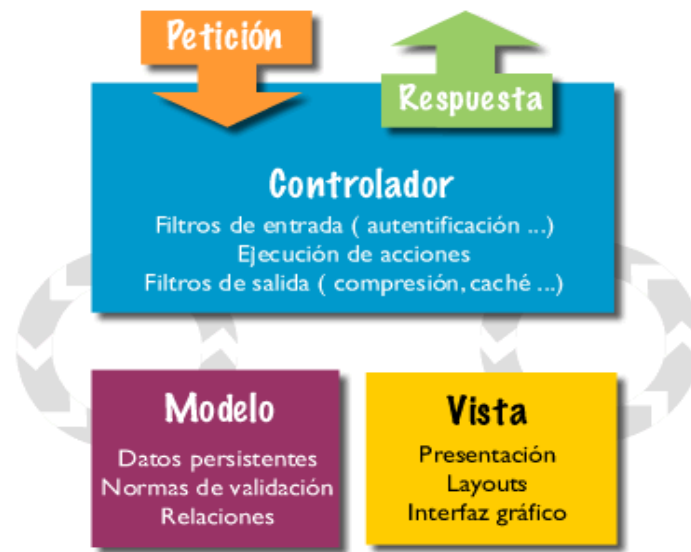 Petición
Respuesta
Controlador
Filtros de entrada ( autentificación ...)
Ejecución de acciones
Filtros de salida ( compresión, caché ...)
Modelo
Datos persistentes
Normas de validación
Relaciones
Vista
Presentación
Layouts
Interfaz gráfico